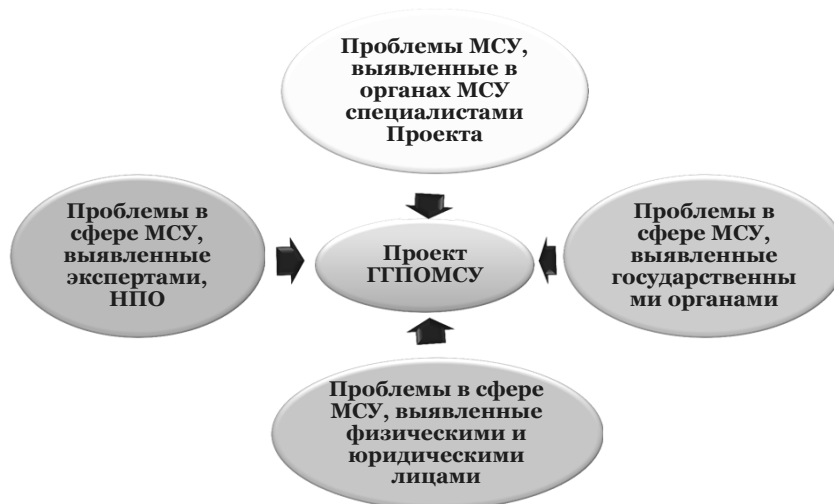 Проблемы МСУ,
выявленные в
органах МСУ
специалистами
Проекта
Проблемы в
сфере МСУ,
выявленные
экспертами,
НПО
Проект
ГГПОМСУ
Проблемы в
сфере МСУ,
выявленные
государственны
ми органами
Проблемы в сфере
МСУ, выявленные
физическими и
юридическими
лицами